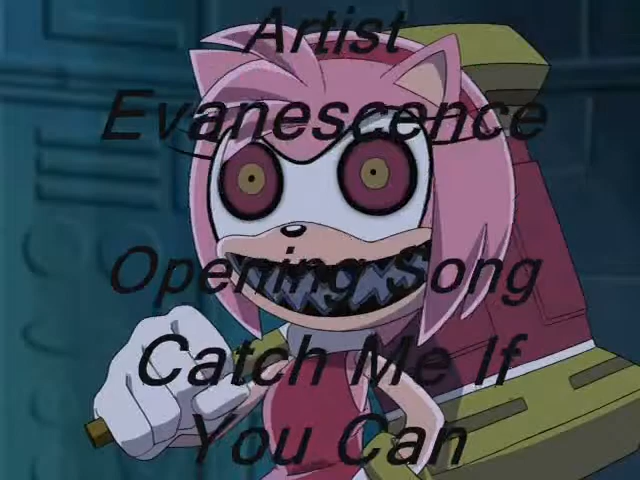 Artist
Evanescence
Opening Song
Catch Me If
You Can